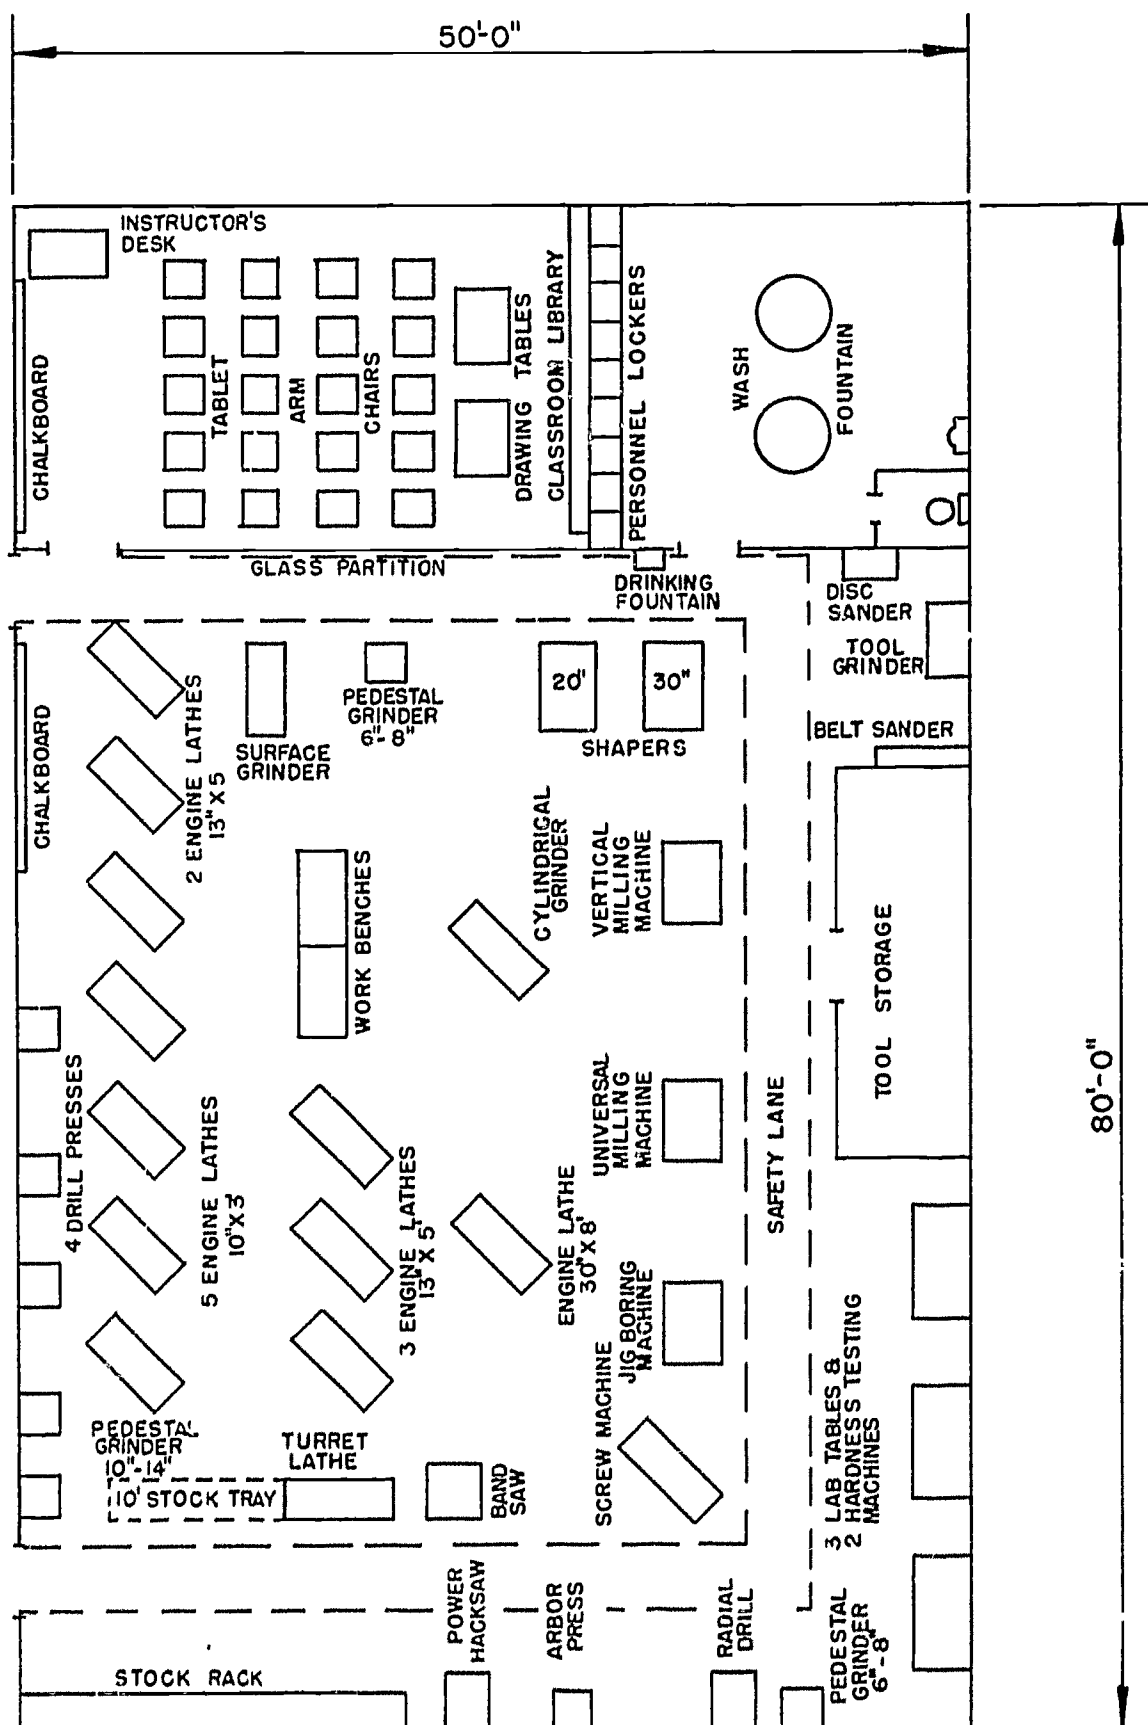 50'-0"
INSTRUCTOR'S
DESK
CHALKBOARD
TABLET
ARM
CHAIRS
DRAWING TABLES
CLASSROOM LIBRARY
PERSONNEL LOCKERS
WASH
FOUNTAIN
GLASS PARTITION
DRINKING
FOUNTAIN
DISC
SANDER
TOOL
GRINDER
BELT SANDER
CHALKBOARD
2 ENGINE LATHES
13" X 5
SURFACE
GRINDER
PEDESTAL
GRINDER
6"-8"
20'
30"
SHAPERS
WORK BENCHES
CYLINDRICAL
GRINDER
VERTICAL
MILLING
MACHINE
TOOL STORAGE
80'-0"
4 DRILL PRESSES
5 ENGINE LATHES
10" X 3'
3 ENGINE LATHES
13" X 5'
ENGINE LATHE
30" X 8'
UNIVERSAL
MILLING
MACHINE
SAFETY LANE
JIG BORING
MACHINE
SCREW MACHINE
3 LAB TABLES &
2 HARDNESS TESTING
MACHINES
PEDESTAL
GRINDER
10"-14"
10' STOCK TRAY
TURRET
LATHE
BAND
SAW
POWER
HACKSAW
ARBOR
PRESS
RADIAL
DRILL
PEDESTAL
GRINDER
6"-8"
STOCK RACK